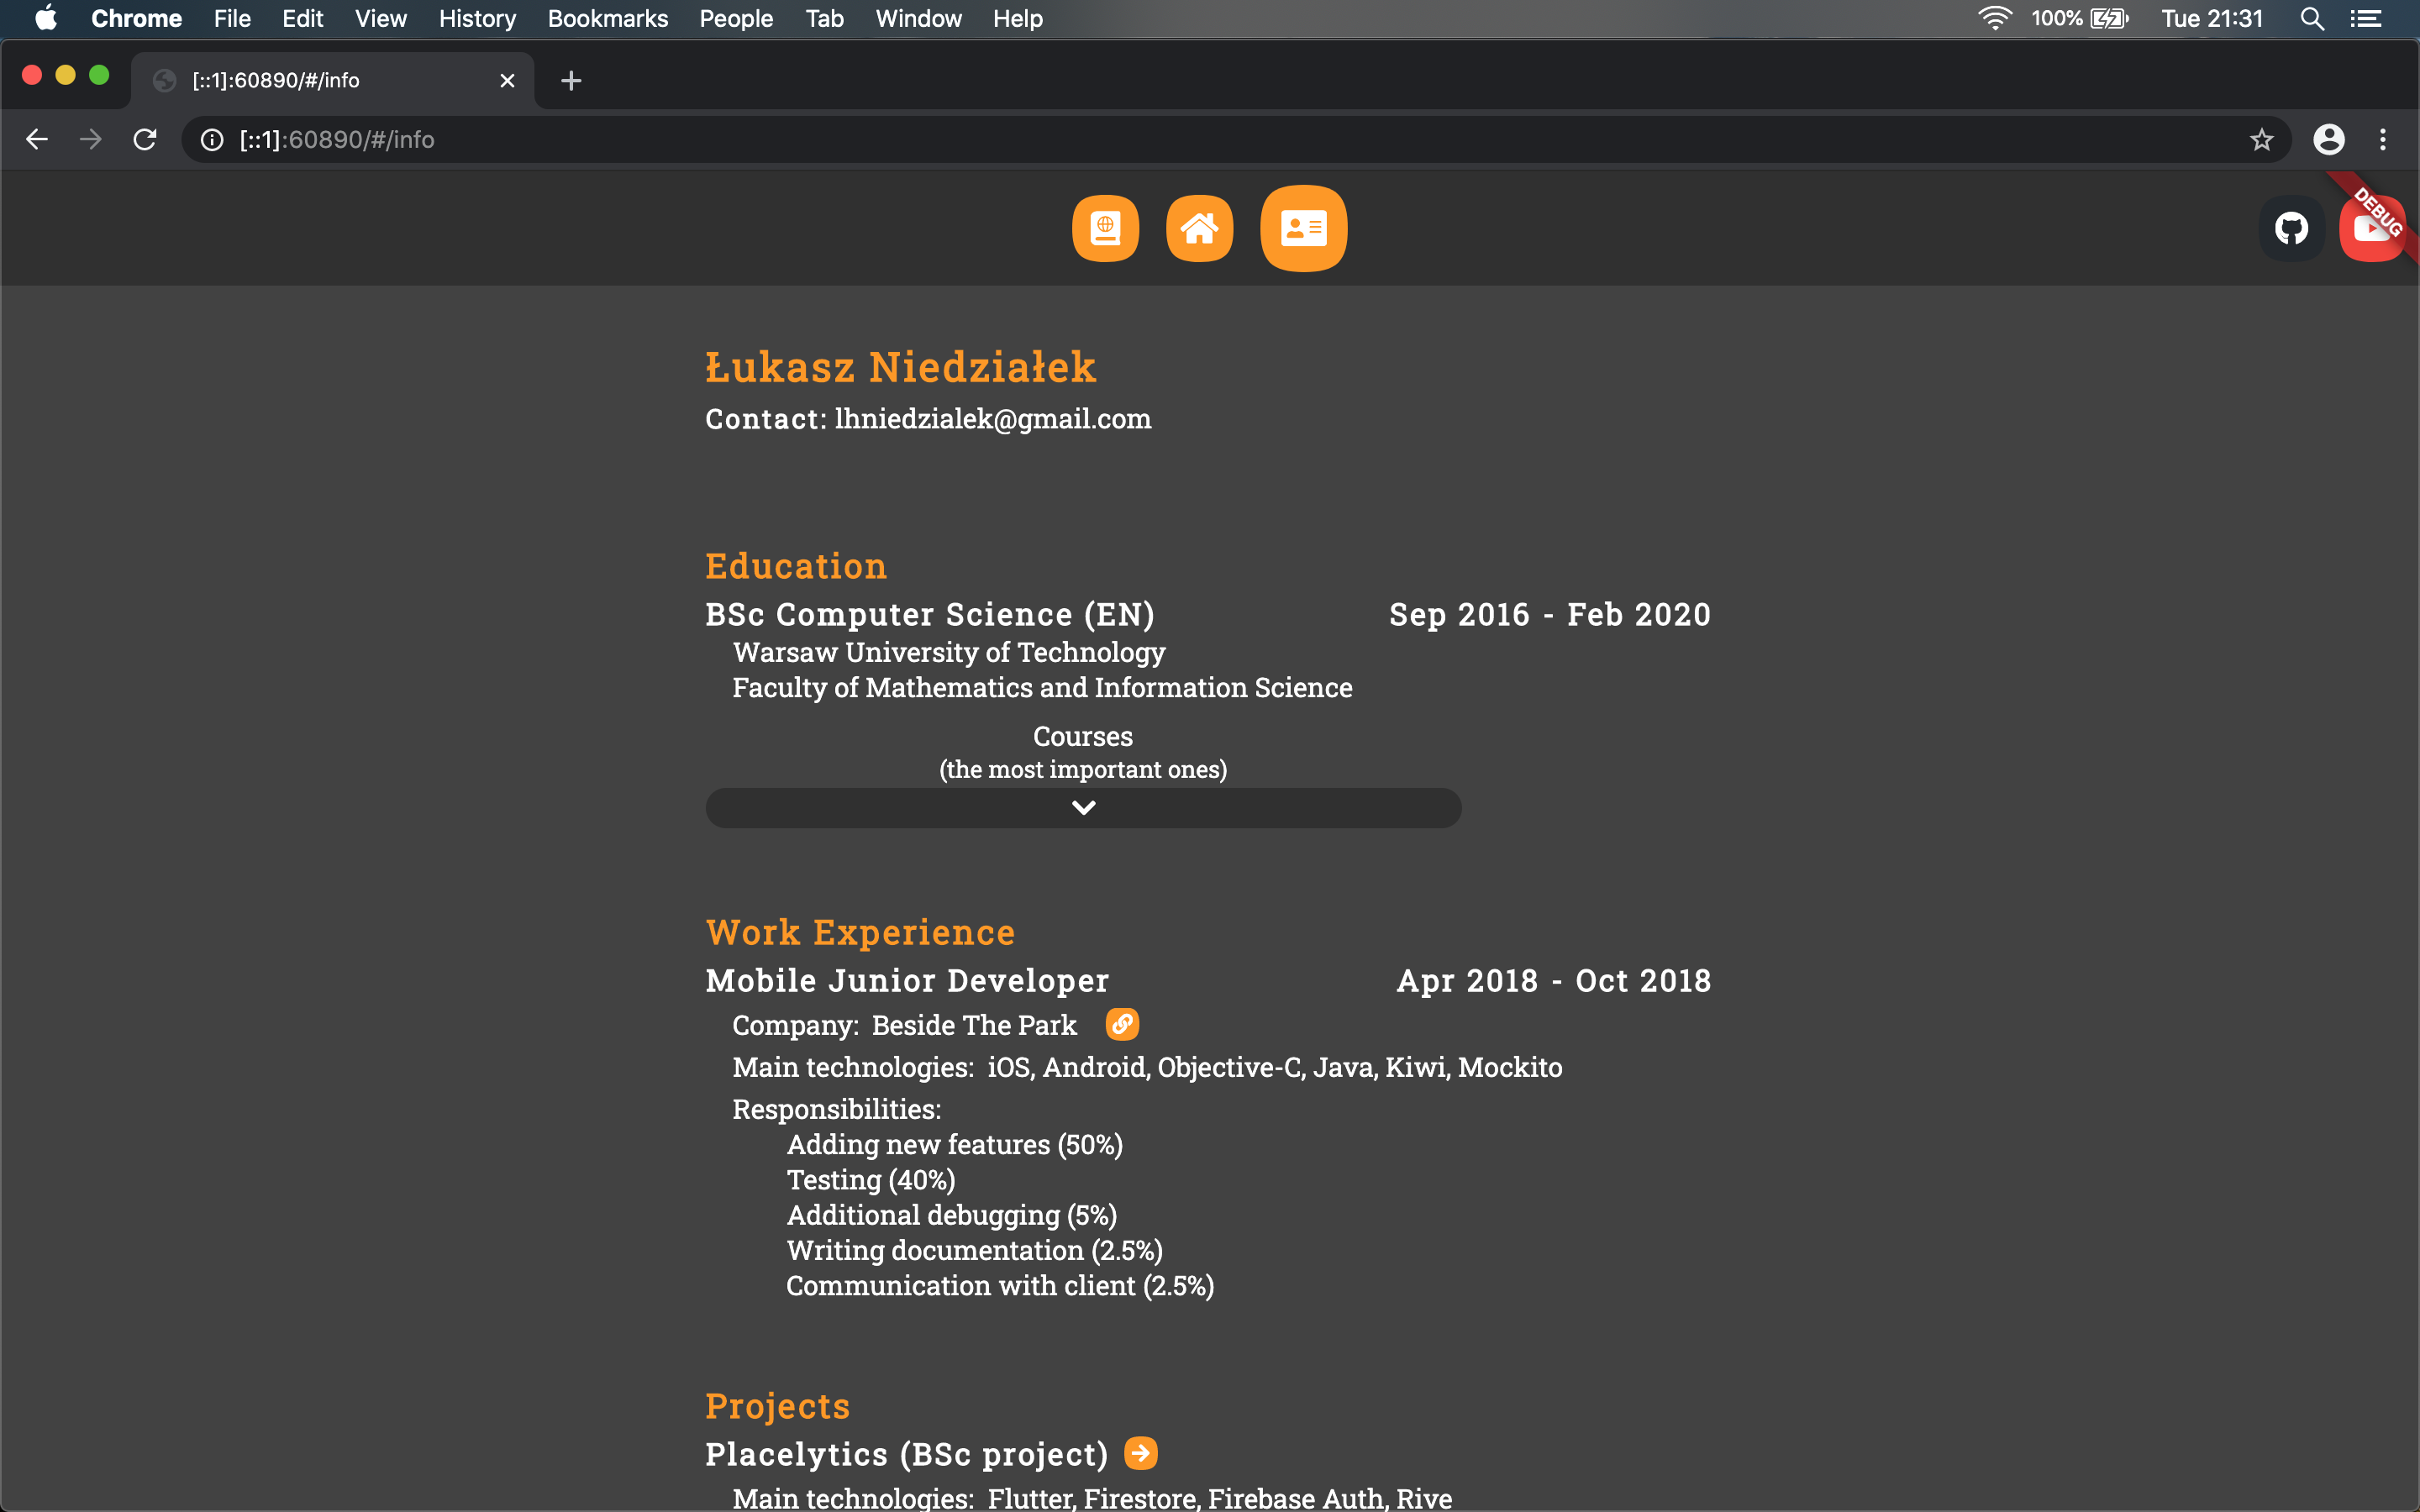 Chrome File Edit View History Bookmarks People Tab Window Help 100% Tue 21:31
[::1]:60890/#/info
[::1]:60890/#/info
DEBUG
Łukasz Niedziałek
Contact: lhniedzialek@gmail.com
Education
BSc Computer Science (EN) Sep 2016 - Feb 2020
Warsaw University of Technology
Faculty of Mathematics and Information Science
Courses
(the most important ones)
Work Experience
Mobile Junior Developer Apr 2018 - Oct 2018
Company: Beside The Park
Main technologies: iOS, Android, Objective-C, Java, Kiwi, Mockito
Responsibilities:
Adding new features (50%)
Testing (40%)
Additional debugging (5%)
Writing documentation (2.5%)
Communication with client (2.5%)
Projects
Placelytics (BSc project)
Main technologies: Flutter, Firestore, Firebase Auth, Rive